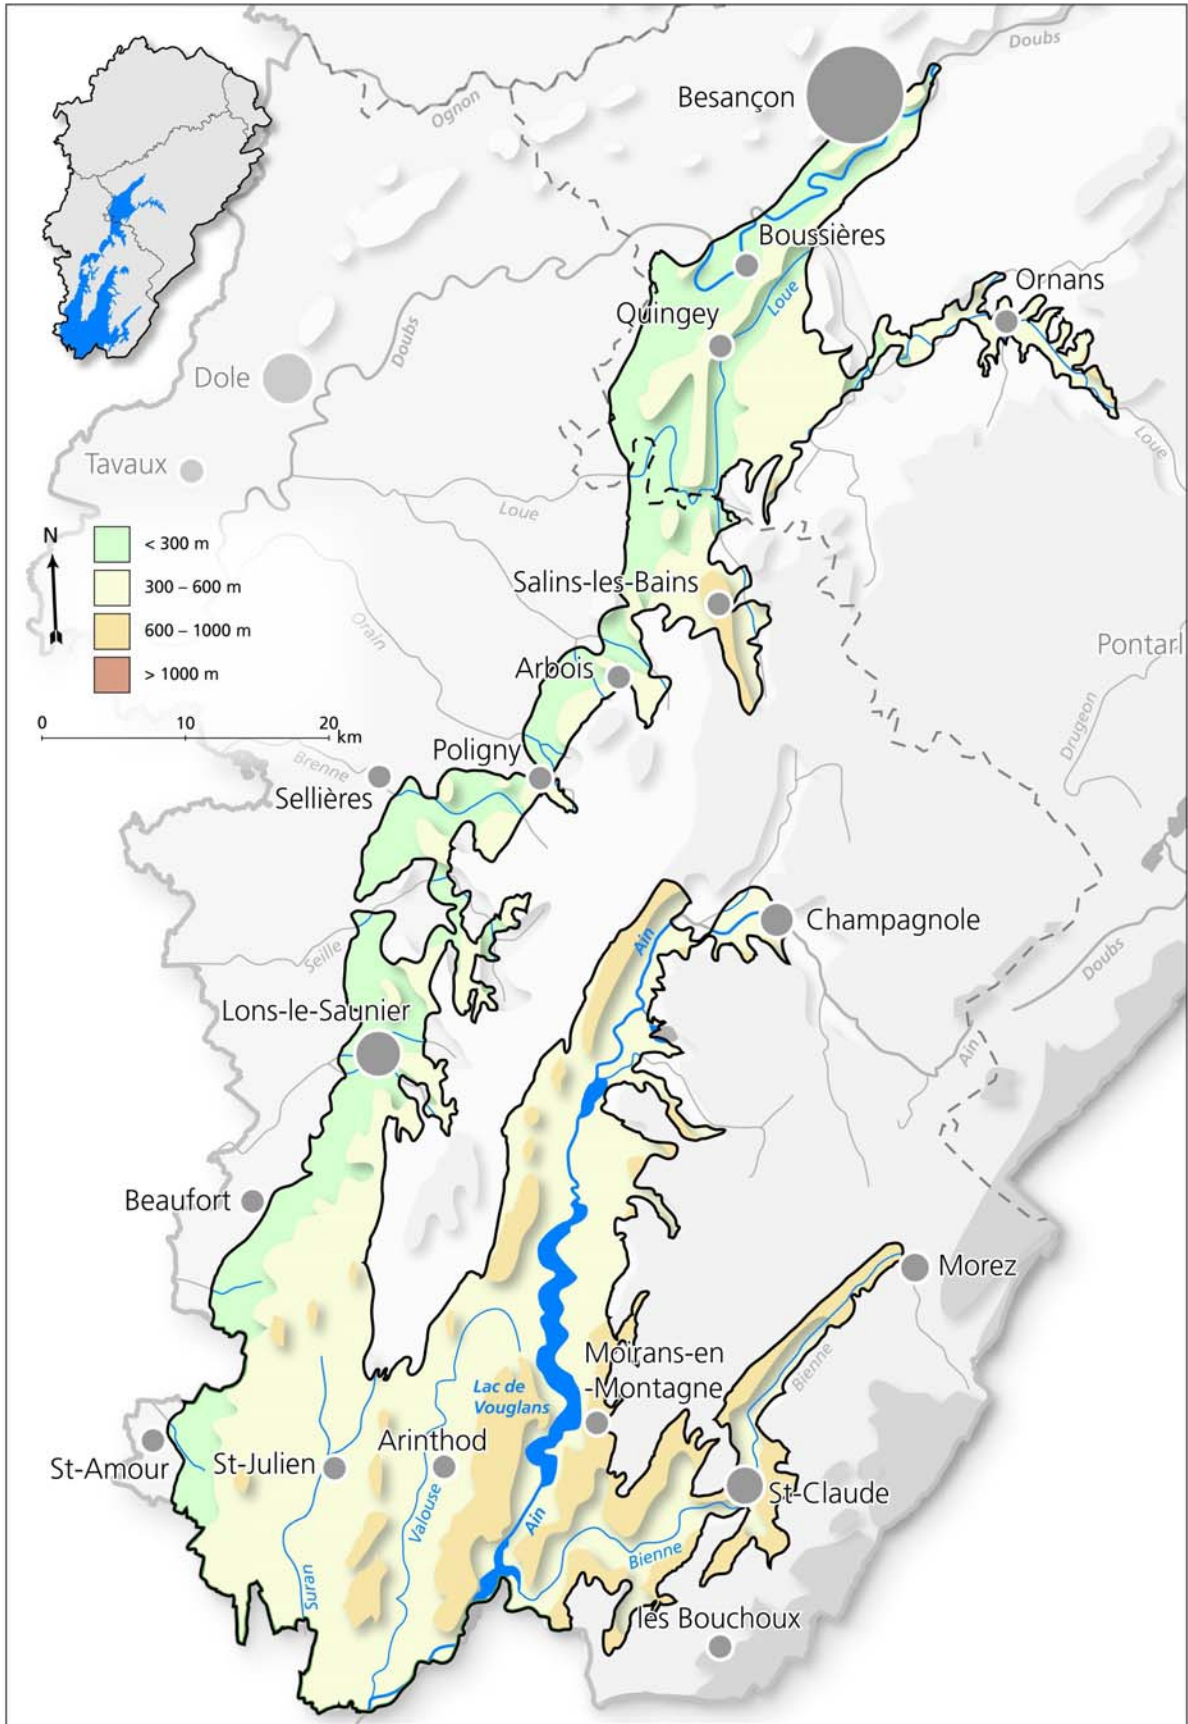 Doubs
Besançon
Ognon
Boussières
Ornans
Quingey
Loue
Doubs
Dole
Loue
Tavaux
Loue
N
< 300 m
300 – 600 m
600 – 1000 m
> 1000 m
Salins-les-Bains
Orain
Pontarl
Arbois
Drugeon
0 10 20 km
Poligny
Brenne
Sellières
Champagnole
Ain
Seille
Doubs
Lons-le-Saunier
Ain
Beaufort
Morez
Moirans-en
-Montagne
Bienne
Lac de
Vouglans
Arinthod
St-Amour
St-Julien
St-Claude
Valouse
Ain
Bienne
Suran
les Bouchoux